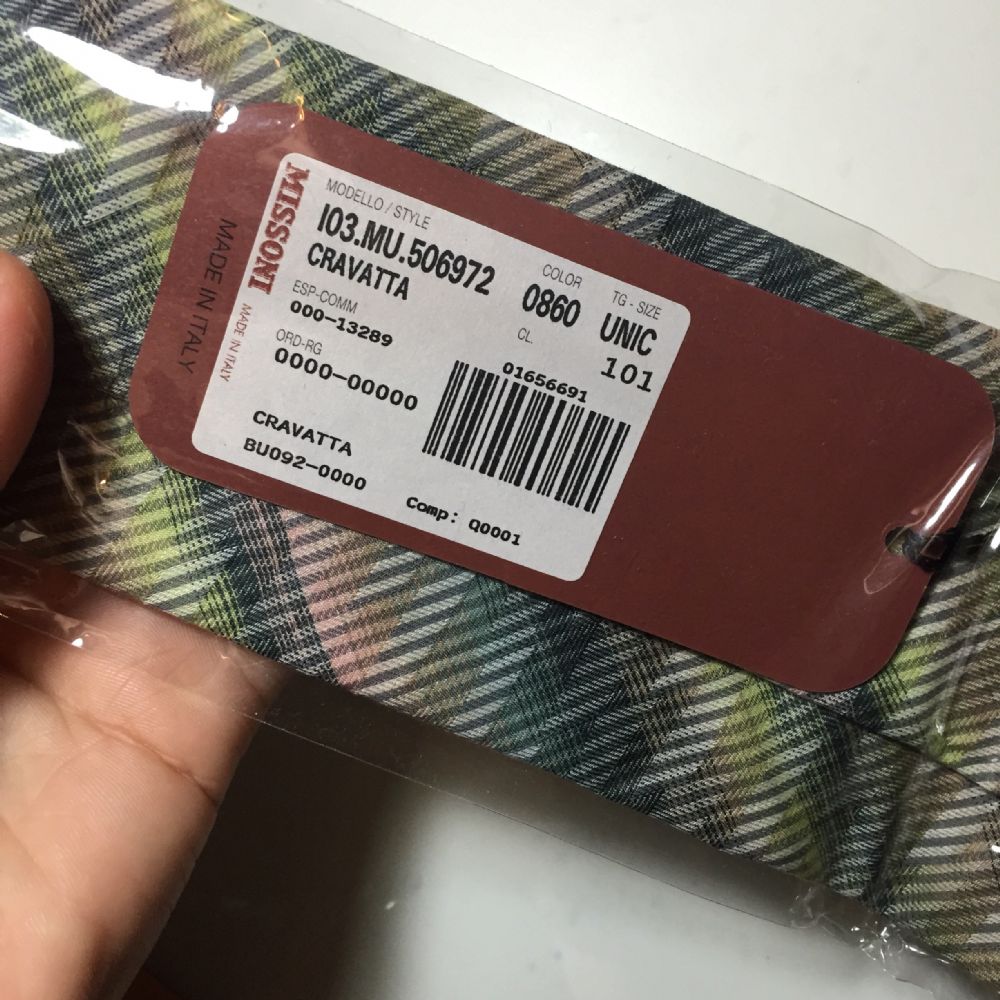 MADE IN ITALY
MISSONI MADE IN ITALY
MODELLO / STYLE
I03.MU.506972
CRAVATTA
COLOR
0860
TG - SIZE
UNIC
CL.
101
ESP-COMM
000-13289
ORD-RG
0000-00000
01656691
CRAVATTA
BU092-0000
Comp: Q0001